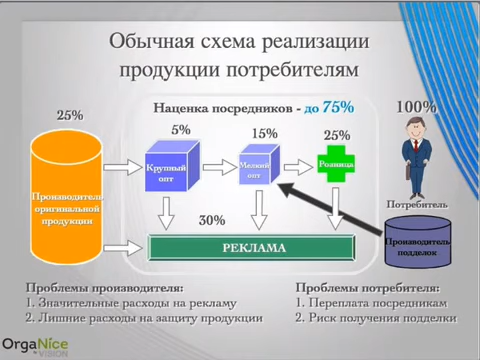 Обычная схема реализации
продукции потребителям
Наценка посредников - до 75%
100%
25%
5%
15%
25%
Крупный
опт
Мелкий
опт
Розница
Производитель
оригинальной
продукции
Потребитель
Производитель
подделок
30%
РЕКЛАМА
Проблемы производителя:
1. Значительные расходы на рекламу
2. Лишние расходы на защиту продукции
Проблемы потребителя:
1. Переплата посредникам
2. Риск получения подделки
OrgaNice
VISION